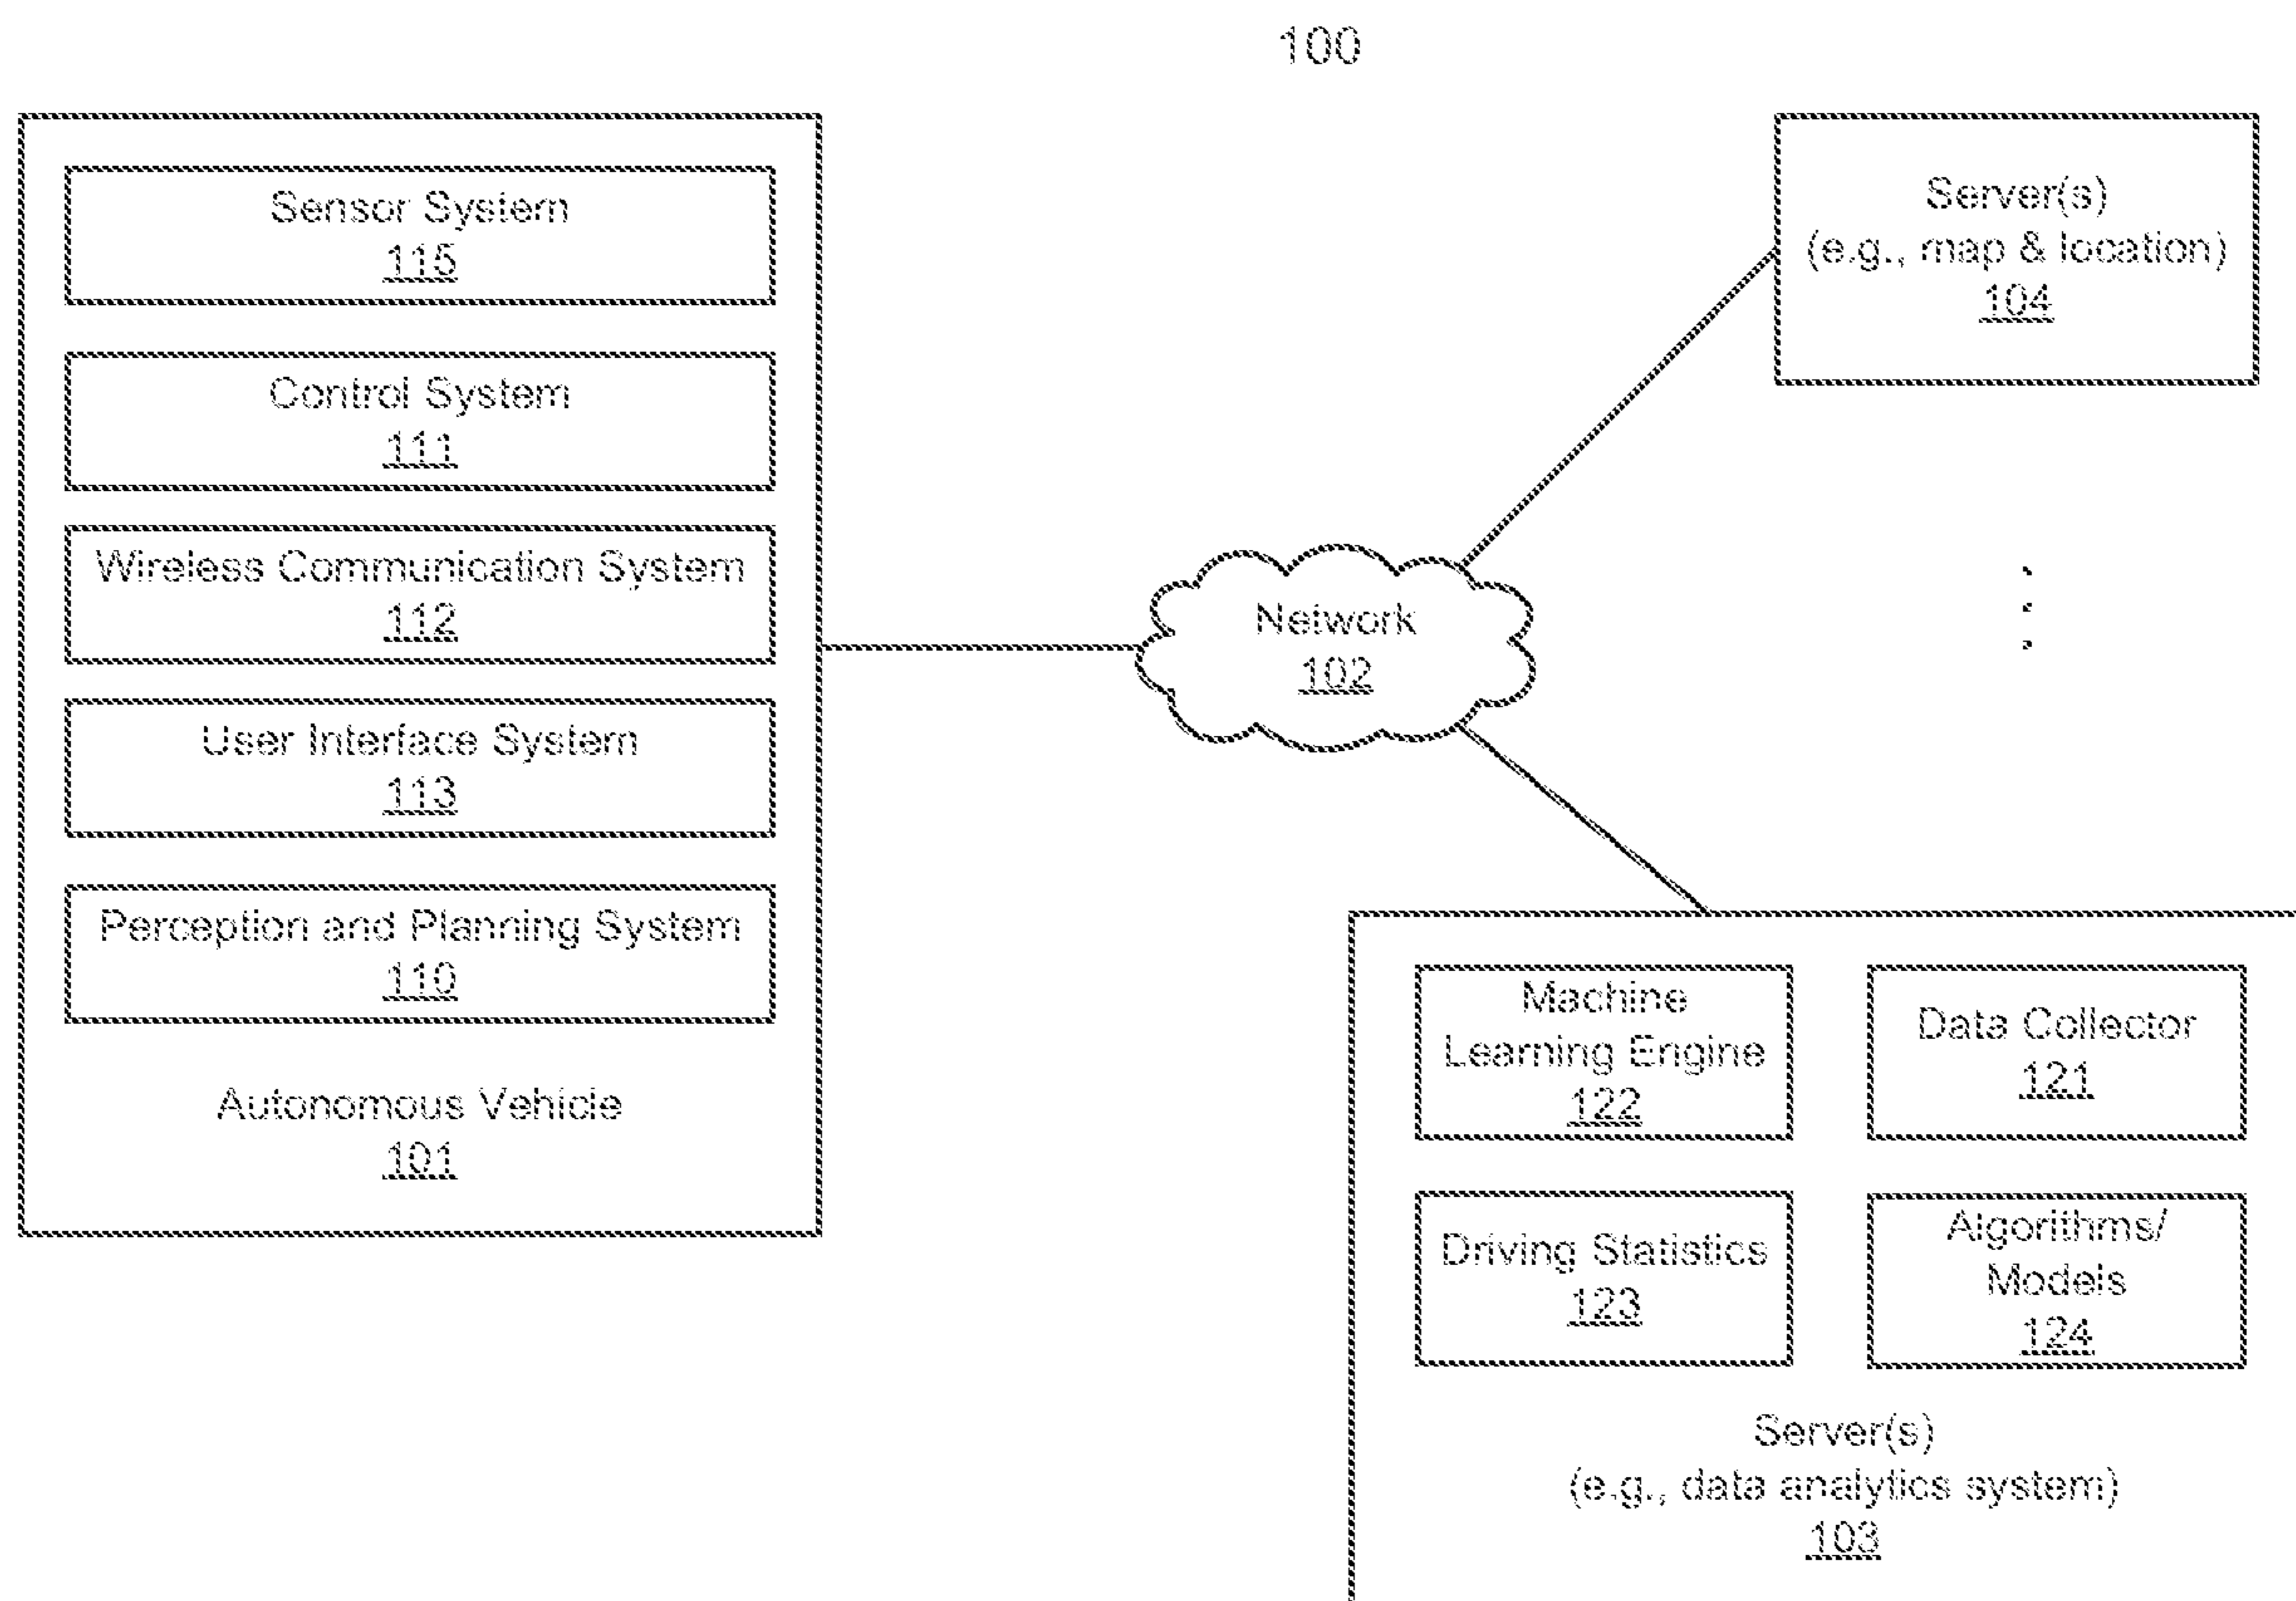 100
Sensor System
115
Control System
111
Wireless Communication System
112
User Interface System
113
Perception and Planning System
110
Autonomous Vehicle
101
Network
102
Server(s)
(e.g., map & location)
104
Machine
Learning Engine
122
Data Collector
121
Driving Statistics
123
Algorithms/
Models
124
Server(s)
(e.g., data analytics system)
103